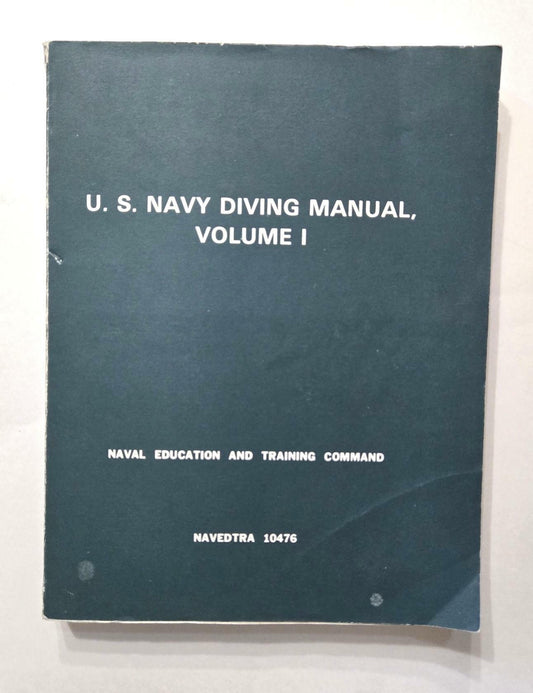 U. S. NAVY DIVING MANUAL,
VOLUME I
NAVAL EDUCATION AND TRAINING COMMAND
NAVEDTRA 10476